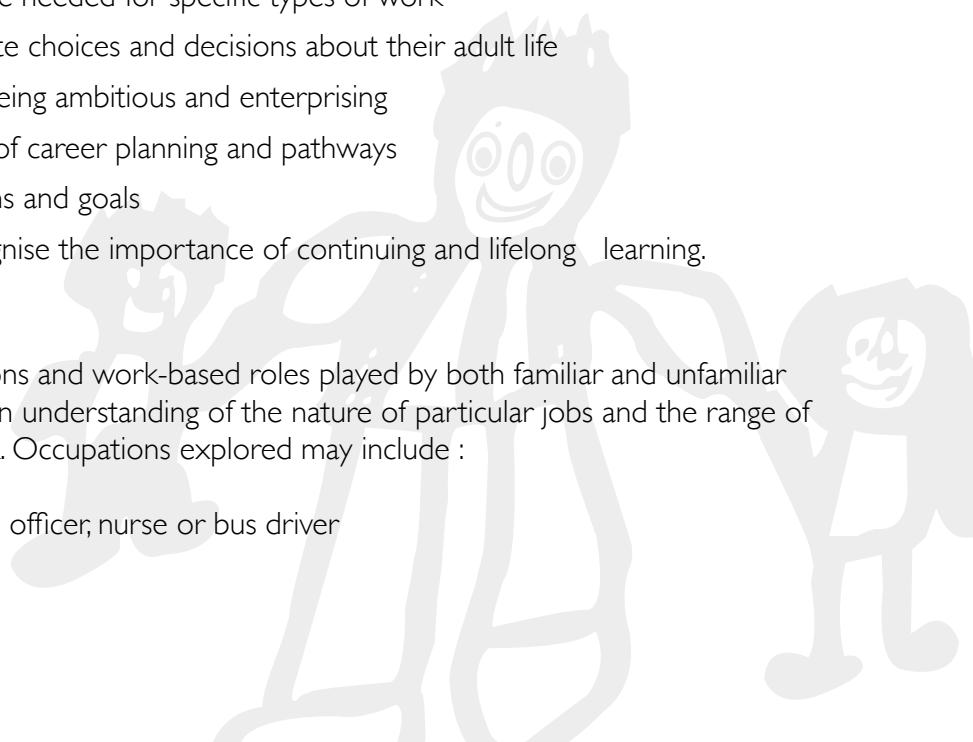 e needed for specific types of work
te choices and decisions about their adult life
eing ambitious and enterprising
of career planning and pathways
ns and goals
gnise the importance of continuing and lifelong learning.
ons and work-based roles played by both familiar and unfamiliar
n understanding of the nature of particular jobs and the range of
. Occupations explored may include :
officer, nurse or bus driver